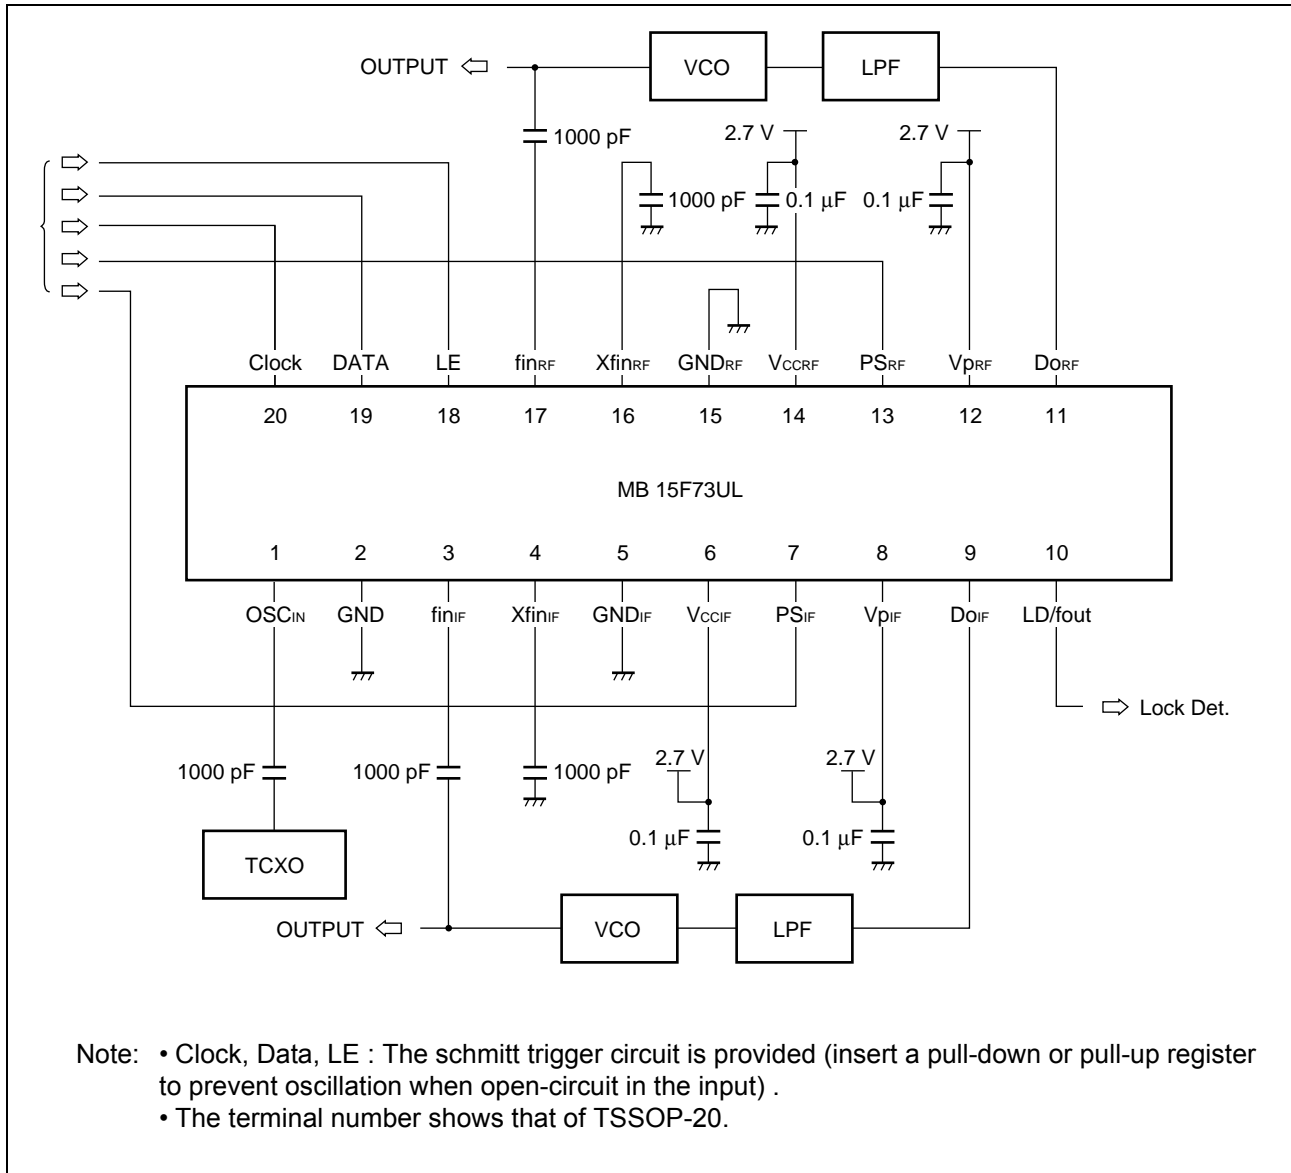 OUTPUT VCO LPF
1000 pF 2.7 V 2.7 V
1000 pF 0.1 μF 0.1 μF
Clock DATA LE finRF XfinRF GNDRF VCCRF PSRF VpRF DoRF
20 19 18 17 16 15 14 13 12 11
MB 15F73UL
1 2 3 4 5 6 7 8 9 10
OSCIN GND finIF XfinIF GNDIF VCCIF PSIF VpIF DoIF LD/fout
Lock Det.
1000 pF 1000 pF 1000 pF 2.7 V 2.7 V
0.1 μF 0.1 μF
TCXO
OUTPUT VCO LPF
Note: • Clock, Data, LE : The schmitt trigger circuit is provided (insert a pull-down or pull-up register
to prevent oscillation when open-circuit in the input) .
• The terminal number shows that of TSSOP-20.